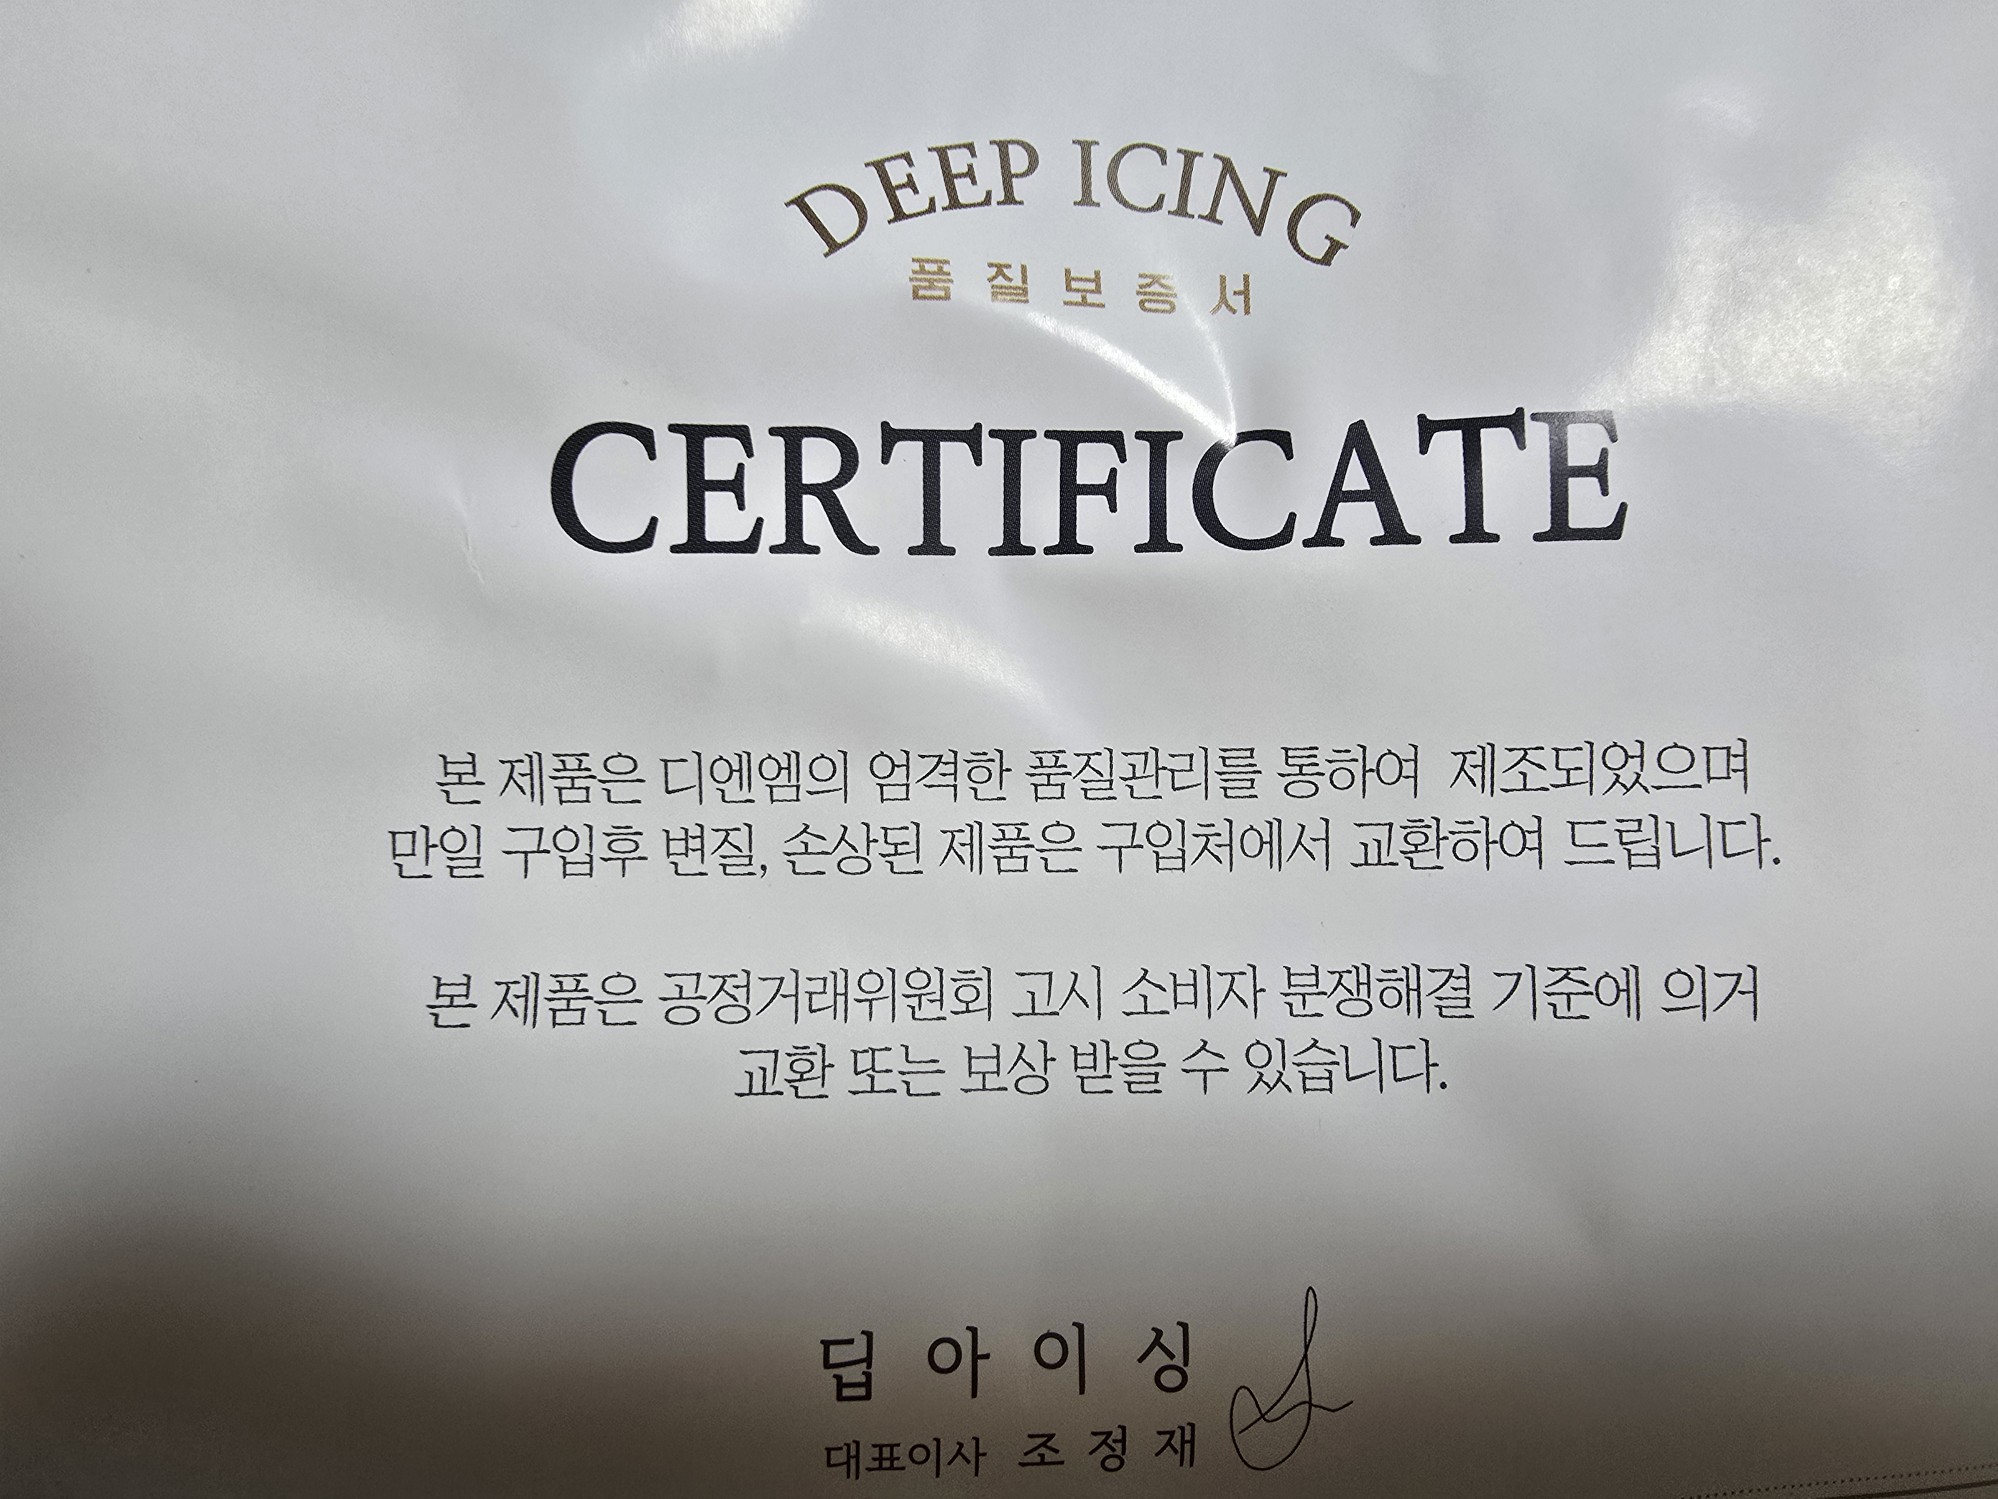 DEEP ICING
품질보증서
CERTIFICATE
본 제품은 디엔엠의 엄격한 품질관리를 통하여 제조되었으며
만일 구입후 변질, 손상된 제품은 구입처에서 교환하여 드립니다.
본 제품은 공정거래위원회 고시 소비자 분쟁해결 기준에 의거
교환 또는 보상 받을 수 있습니다.
딥아이싱
대표이사 조정재